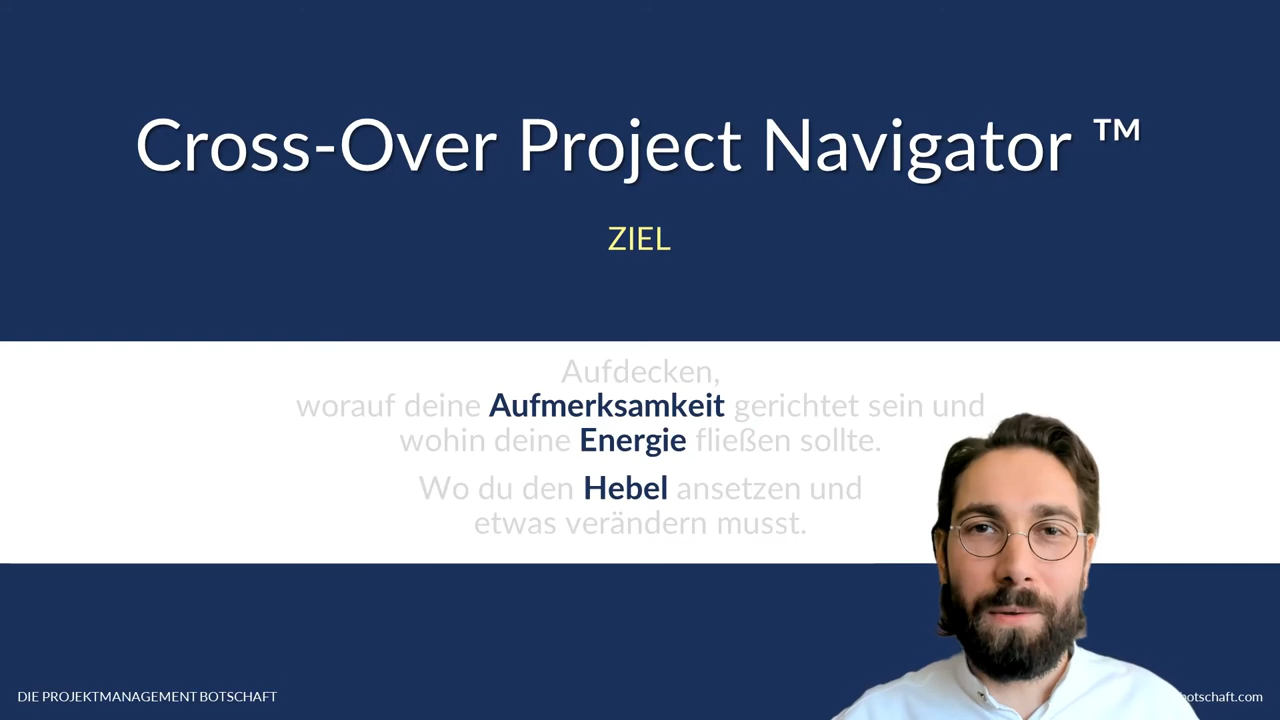 Cross-Over Project Navigator ™
ZIEL
Aufdecken,
worauf deine Aufmerksamkeit gerichtet sein und
wohin deine Energie fließen sollte.
Wo du den Hebel ansetzen und
etwas verändern musst.
DIE PROJEKTMANAGEMENT BOTSCHAFT
botschaft.com